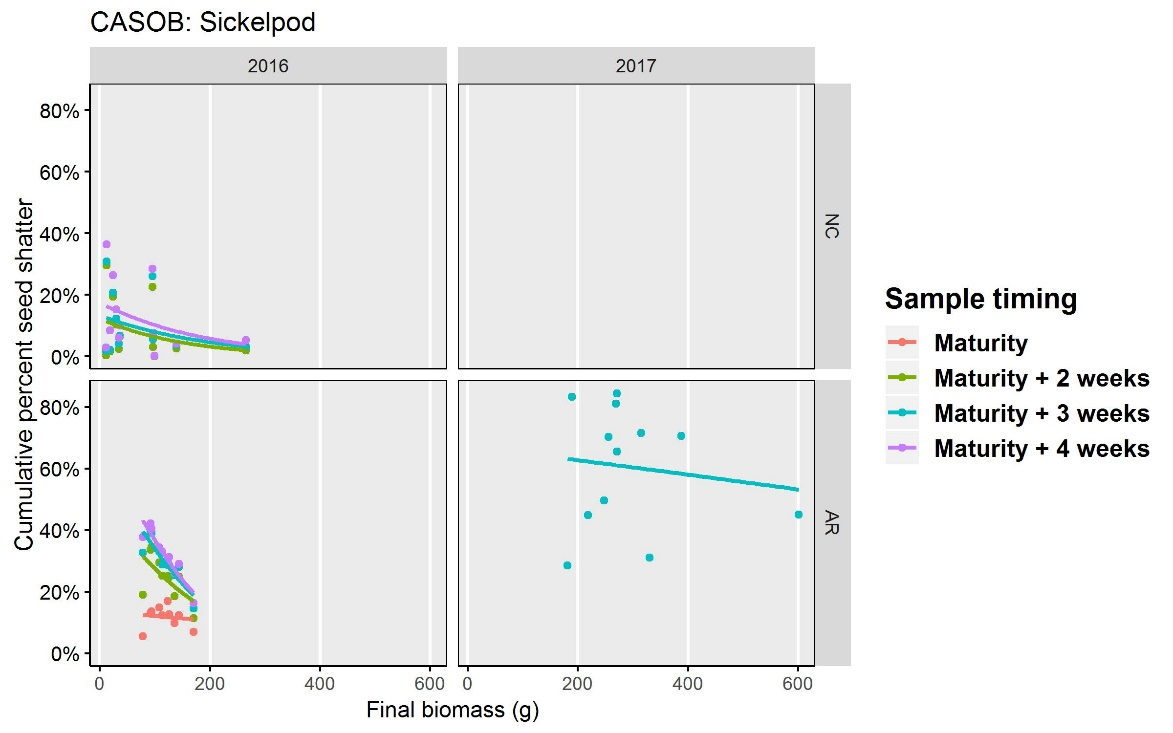 CASOB: Sickelpod
2016
2017
Cumulative percent seed shatter
80%
60%
40%
20%
0%
NC
80%
60%
40%
20%
0%
AR
0
200
400
600
0
200
400
600
Final biomass (g)
Sample timing
Maturity
Maturity + 2 weeks
Maturity + 3 weeks
Maturity + 4 weeks